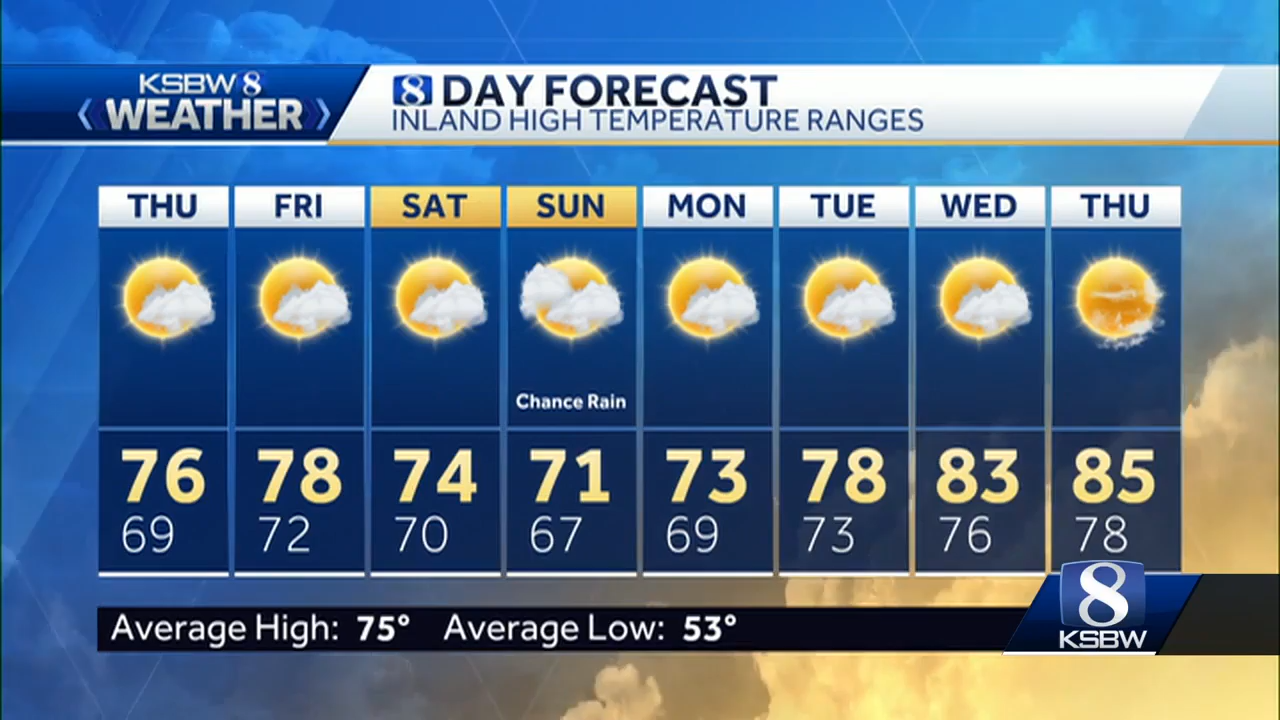 KSBW 8
WEATHER
8 DAY FORECAST
INLAND HIGH TEMPERATURE RANGES
THU FRI SAT SUN MON TUE WED THU
Chance Rain
76 78 74 71 73 78 83 85
69 72 70 67 69 73 76 78
Average High: 75° Average Low: 53°
8
KSBW